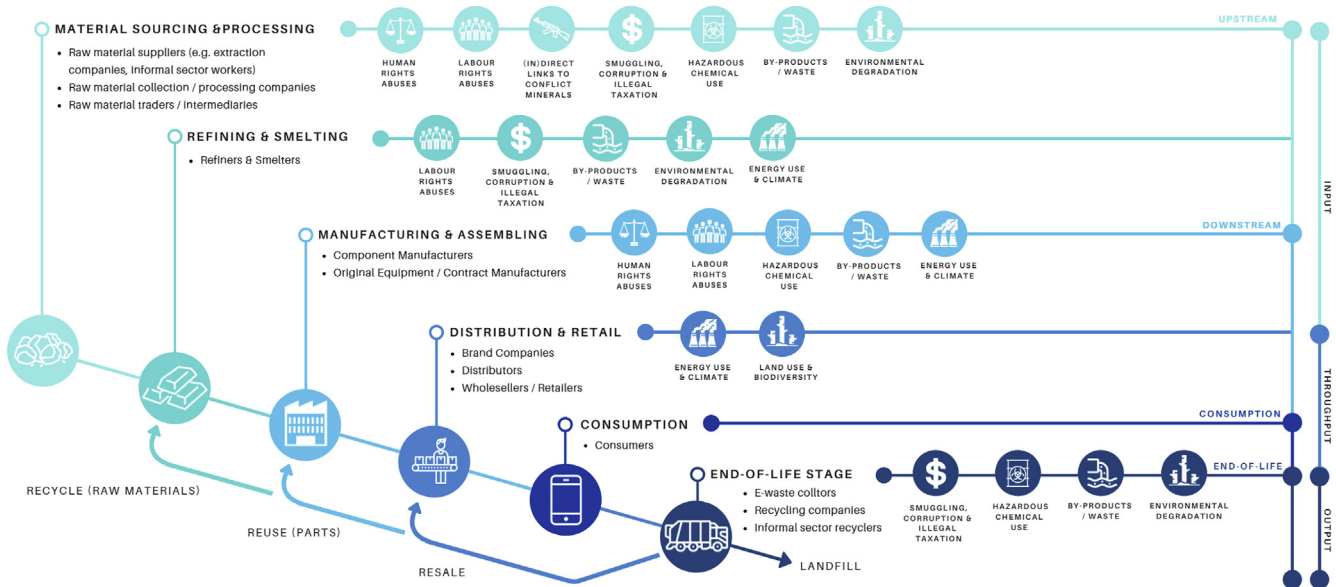 MATERIAL SOURCING &PROCESSING
• Raw material suppliers (e.g. extraction
companies, informal sector workers)
• Raw material collection / processing companies
• Raw material traders / intermediaries
HUMAN
RIGHTS
ABUSES
LABOUR
RIGHTS
ABUSES
(IN)DIRECT
LINKS TO
CONFLICT
MINERALS
SMUGGLING,
CORRUPTION &
ILLEGAL
TAXATION
HAZARDOUS
CHEMICAL
USE
BY-PRODUCTS
/ WASTE
ENVIRONMENTAL
DEGRADATION
UPSTREAM
REFINING & SMELTING
• Refiners & Smelters
LABOUR
RIGHTS
ABUSES
SMUGGLING,
CORRUPTION &
ILLEGAL
TAXATION
BY-PRODUCTS
/ WASTE
ENVIRONMENTAL
DEGRADATION
ENERGY USE
& CLIMATE
INPUT
MANUFACTURING & ASSEMBLING
• Component Manufacturers
• Original Equipment / Contract Manufacturers
HUMAN
RIGHTS
ABUSES
LABOUR
RIGHTS
ABUSES
HAZARDOUS
CHEMICAL
USE
BY-PRODUCTS
/ WASTE
ENERGY USE
& CLIMATE
DOWNSTREAM
DISTRIBUTION & RETAIL
• Brand Companies
• Distributors
• Wholesellers / Retailers
ENERGY USE
& CLIMATE
LAND USE &
BIODIVERSITY
THROUGHPUT
CONSUMPTION
• Consumers
CONSUMPTION
END-OF-LIFE STAGE
• E-waste colltors
• Recycling companies
• Informal sector recyclers
SMUGGLING,
CORRUPTION &
ILLEGAL
TAXATION
HAZARDOUS
CHEMICAL
USE
BY-PRODUCTS
/ WASTE
ENVIRONMENTAL
DEGRADATION
END-OF-LIFE
OUTPUT
RECYCLE (RAW MATERIALS)
REUSE (PARTS)
RESALE
LANDFILL